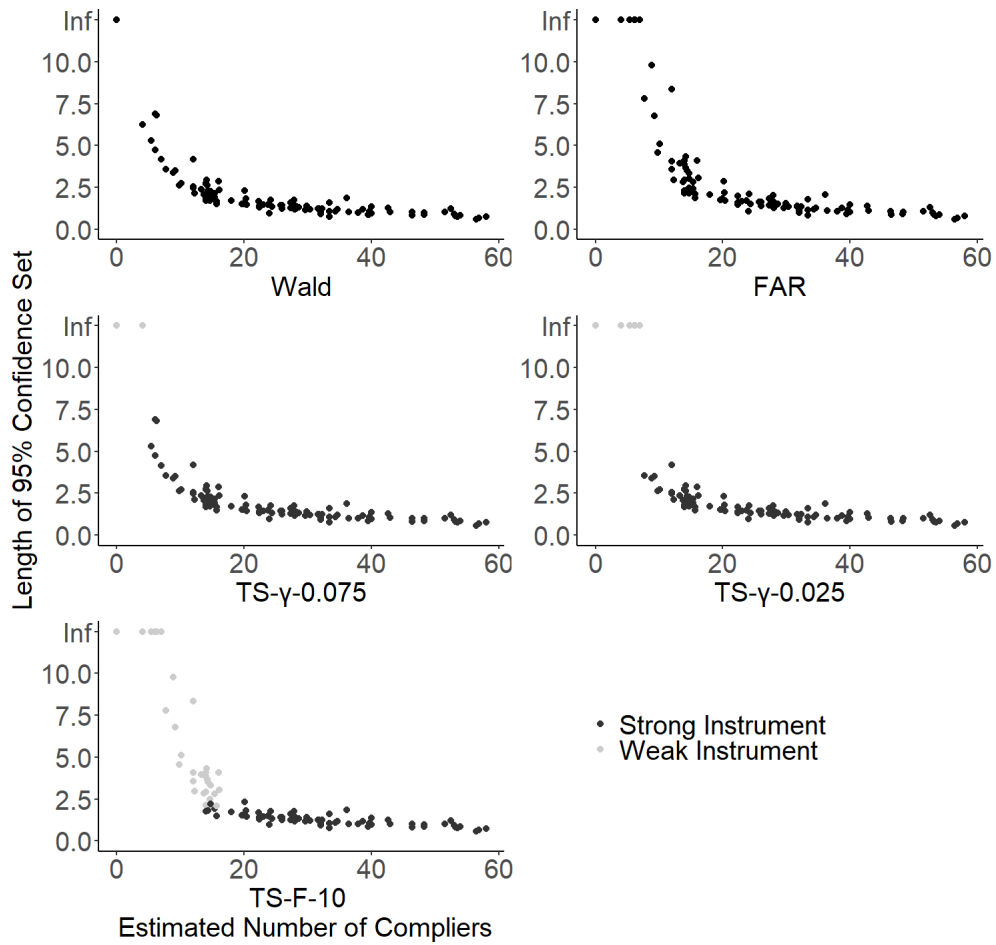 Length of 95% Confidence Set
Inf
10.0
7.5
5.0
2.5
0.0
0 20 40 60
Wald
Inf
10.0
7.5
5.0
2.5
0.0
0 20 40 60
FAR
Inf
10.0
7.5
5.0
2.5
0.0
0 20 40 60
TS-γ-0.075
Inf
10.0
7.5
5.0
2.5
0.0
0 20 40 60
TS-γ-0.025
Inf
10.0
7.5
5.0
2.5
0.0
0 20 40 60
TS-F-10
Estimated Number of Compliers
Strong Instrument
Weak Instrument